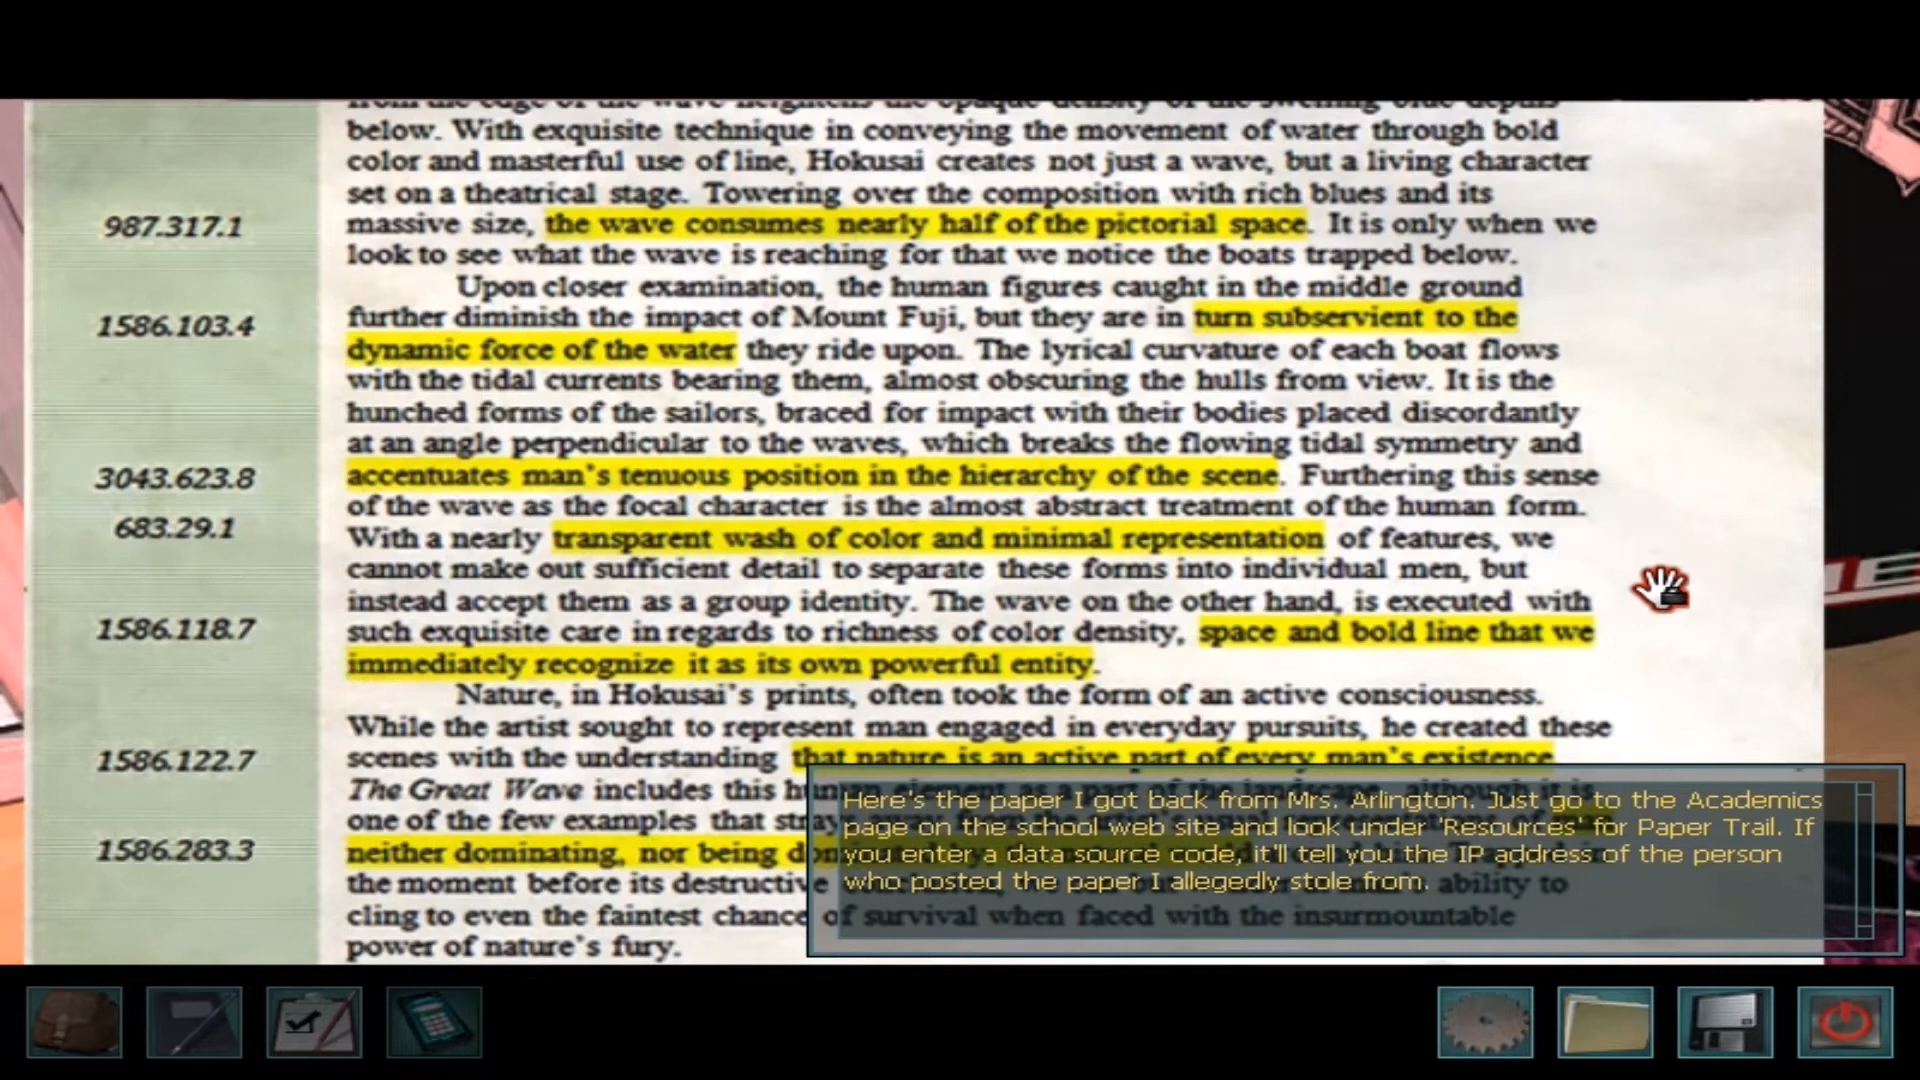 below. With exquisite technique in conveying the movement of water through bold
color and masterful use of line, Hokusai creates not just a wave, but a living character
set on a theatrical stage. Towering over the composition with rich blues and its
987.317.1
massive size, the wave consumes nearly half of the pictorial space. It is only when we
look to see what the wave is reaching for that we notice the boats trapped below.
Upon closer examination, the human figures caught in the middle ground
1586.103.4
further diminish the impact of Mount Fuji, but they are in turn subservient to the
dynamic force of the water they ride upon. The lyrical curvature of each boat flows
with the tidal currents bearing them, almost obscuring the hulls from view. It is the
hunched forms of the sailors, braced for impact with their bodies placed discordantly
at an angle perpendicular to the waves, which breaks the flowing tidal symmetry and
3043.623.8
accentuates man's tenuous position in the hierarchy of the scene. Furthering this sense
of the wave as the focal character is the almost abstract treatment of the human form.
683.29.1
With a nearly transparent wash of color and minimal representation of features, we
cannot make out sufficient detail to separate these forms into individual men, but
instead accept them as a group identity. The wave on the other hand, is executed with
1586.118.7
such exquisite care in regards to richness of color density, space and bold line that we
immediately recognize it as its own powerful entity.
Nature, in Hokusai's prints, often took the form of an active consciousness.
While the artist sought to represent man engaged in everyday pursuits, he created these
1586.122.7
scenes with the understanding that nature is an active part of every man's existence
The Great Wave includes this human
one of the few examples that
1586.283.3
neither dominating, nor being
the moment before its destructive ability to
cling to even the faintest chance of survival when faced with the insurmountable
power of nature's fury.
Here's the paper I got back from Mrs. Arlington. Just go to the Academics
page on the school web site and look under 'Resources' for Paper Trail. If
you enter a data source code, it'll tell you the IP address of the person
who posted the paper I allegedly stole from.